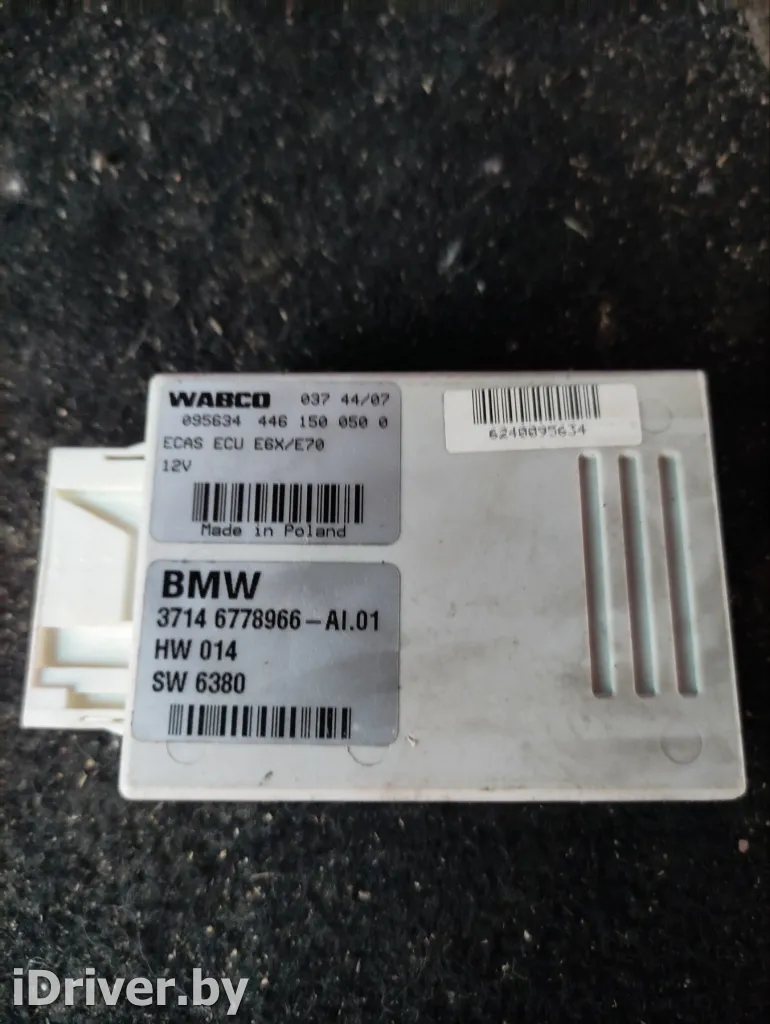 WABCO 037 44/07
095634 446 150 050 0
ECAS ECU E6X/E70
12V
Made in Poland
6240095634
BMW
3714 6778966-AI.01
HW 014
SW 6380
iDriver.by